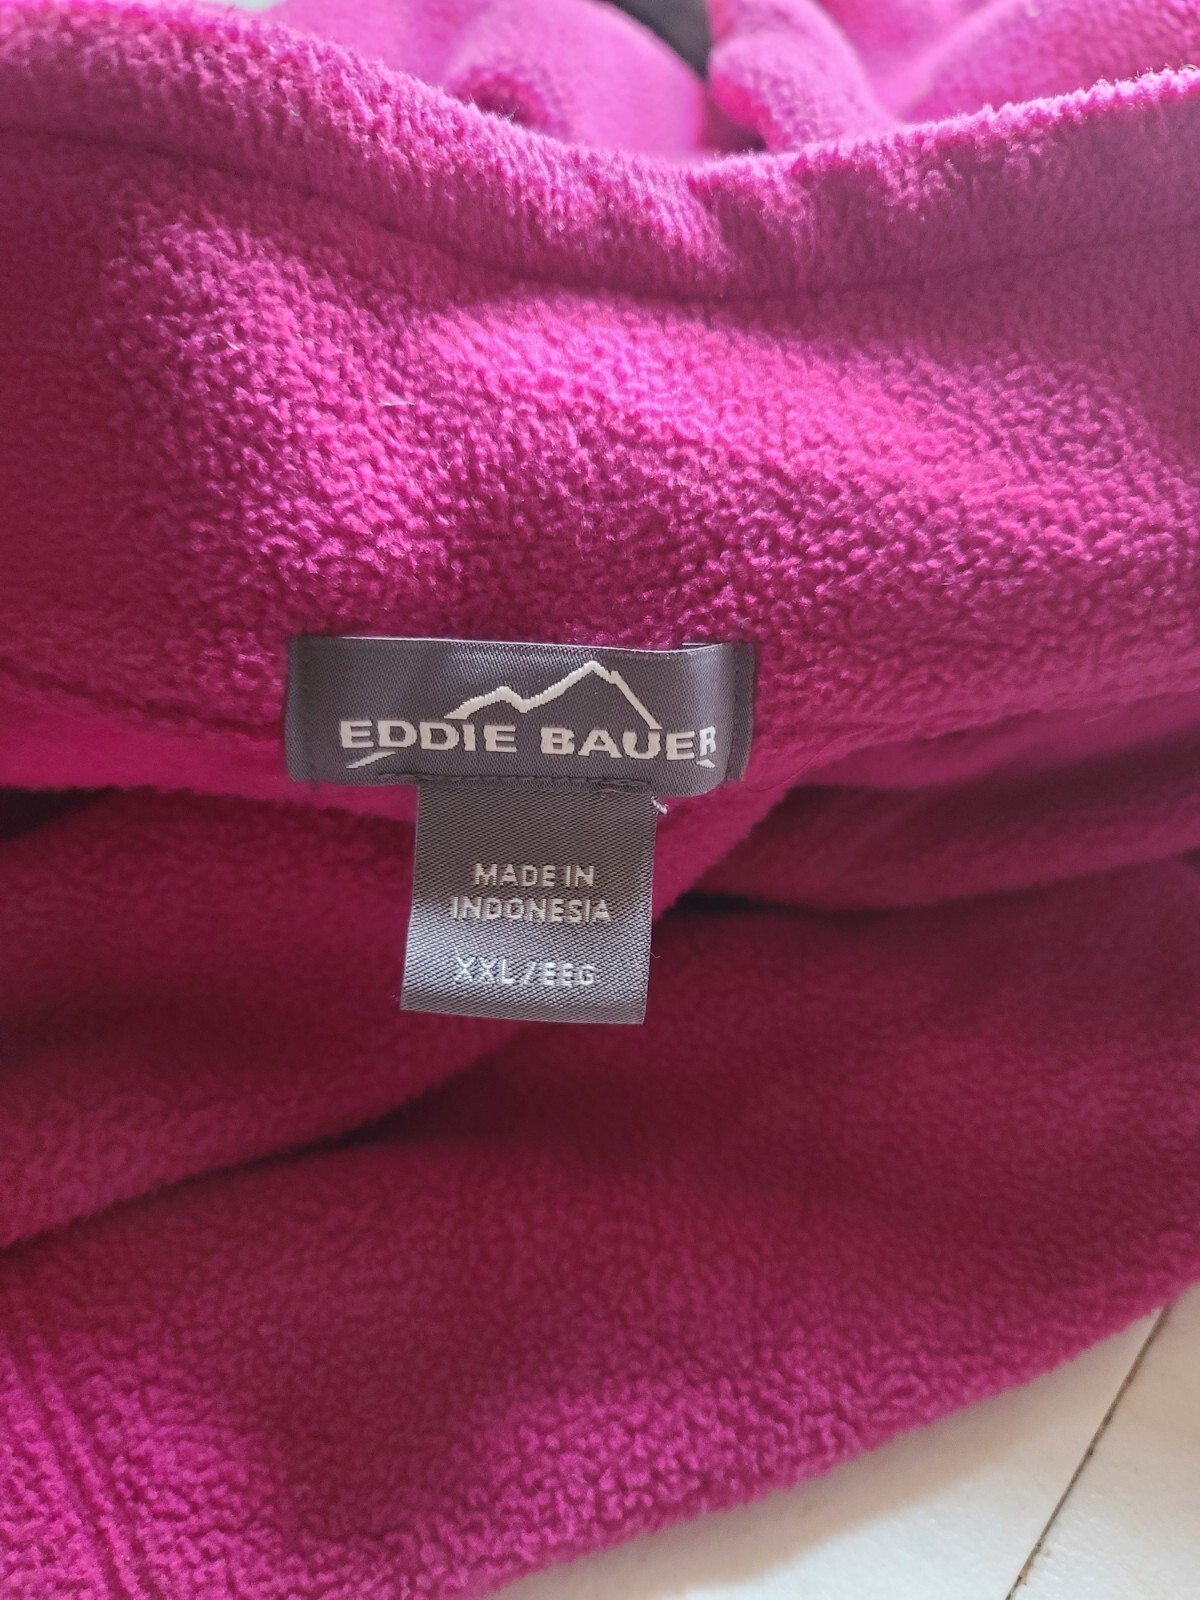 EDDIE BAUER
MADE IN
INDONESIA
XXL/EEG